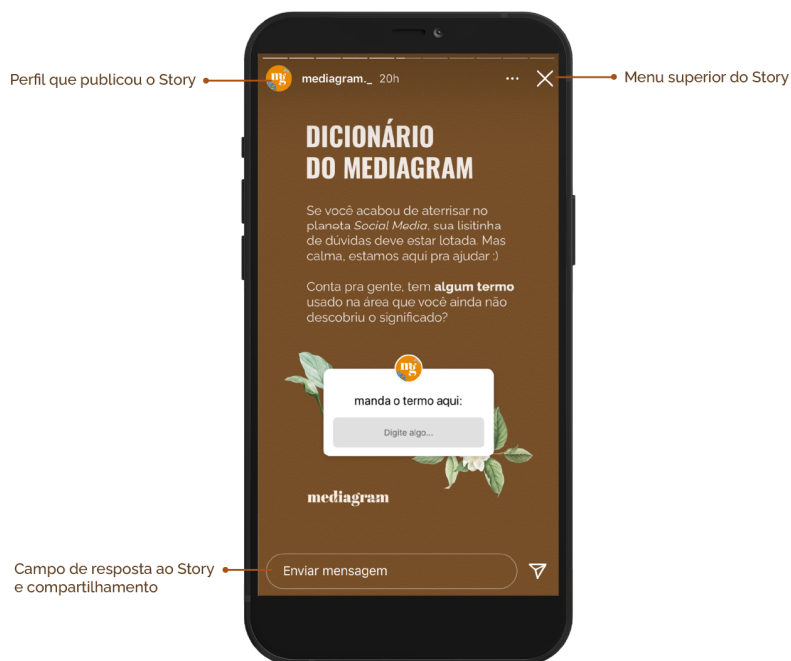 Perfil que publicou o Story
mg
mediagram._ 20h
Menu superior do Story
DICIONÁRIO
DO MEDIAGRAM
Se você acabou de aterrisar no
planeta Social Media, sua lisitinha
de dúvidas deve estar lotada. Mas
calma, estamos aqui pra ajudar :)
Conta pra gente, tem algum termo
usado na área que você ainda não
descobriu o significado?
mg
manda o termo aqui:
Digite algo...
mediagram
Campo de resposta ao Story
e compartilhamento
Enviar mensagem